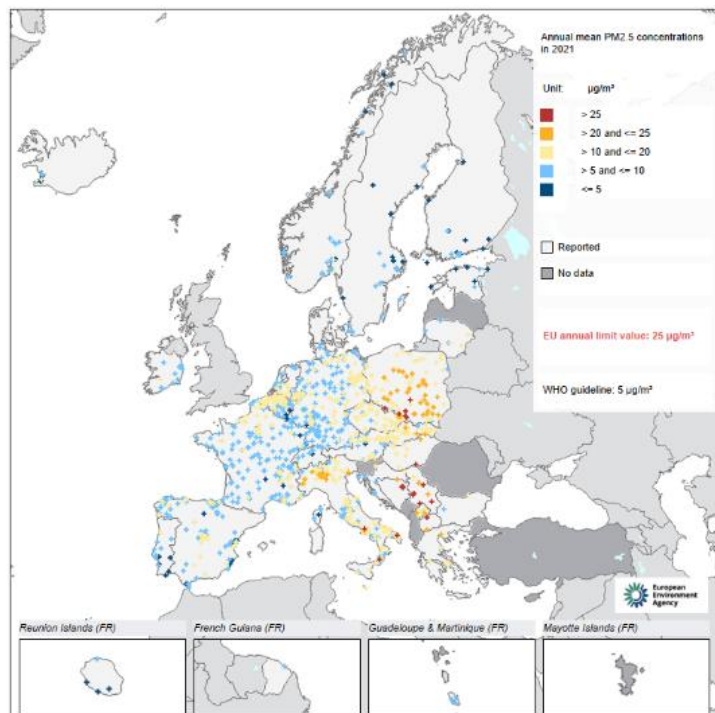 Annual mean PM2.5 concentrations
in 2021
Unit: µg/m³
> 25
> 20 and <= 25
> 10 and <= 20
> 5 and <= 10
<= 5
Reported
No data
EU annual limit value: 25 µg/m³
WHO guideline: 5 µg/m³
European
Environment
Agency
Reunion Islands (FR)
French Guiana (FR)
Guadeloupe & Martinique (FR)
Mayotte Islands (FR)